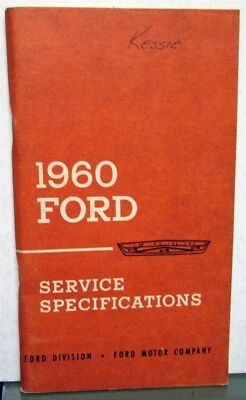 Kessie
1960
FORD
SERVICE
SPECIFICATIONS
FORD DIVISION • FORD MOTOR COMPANY